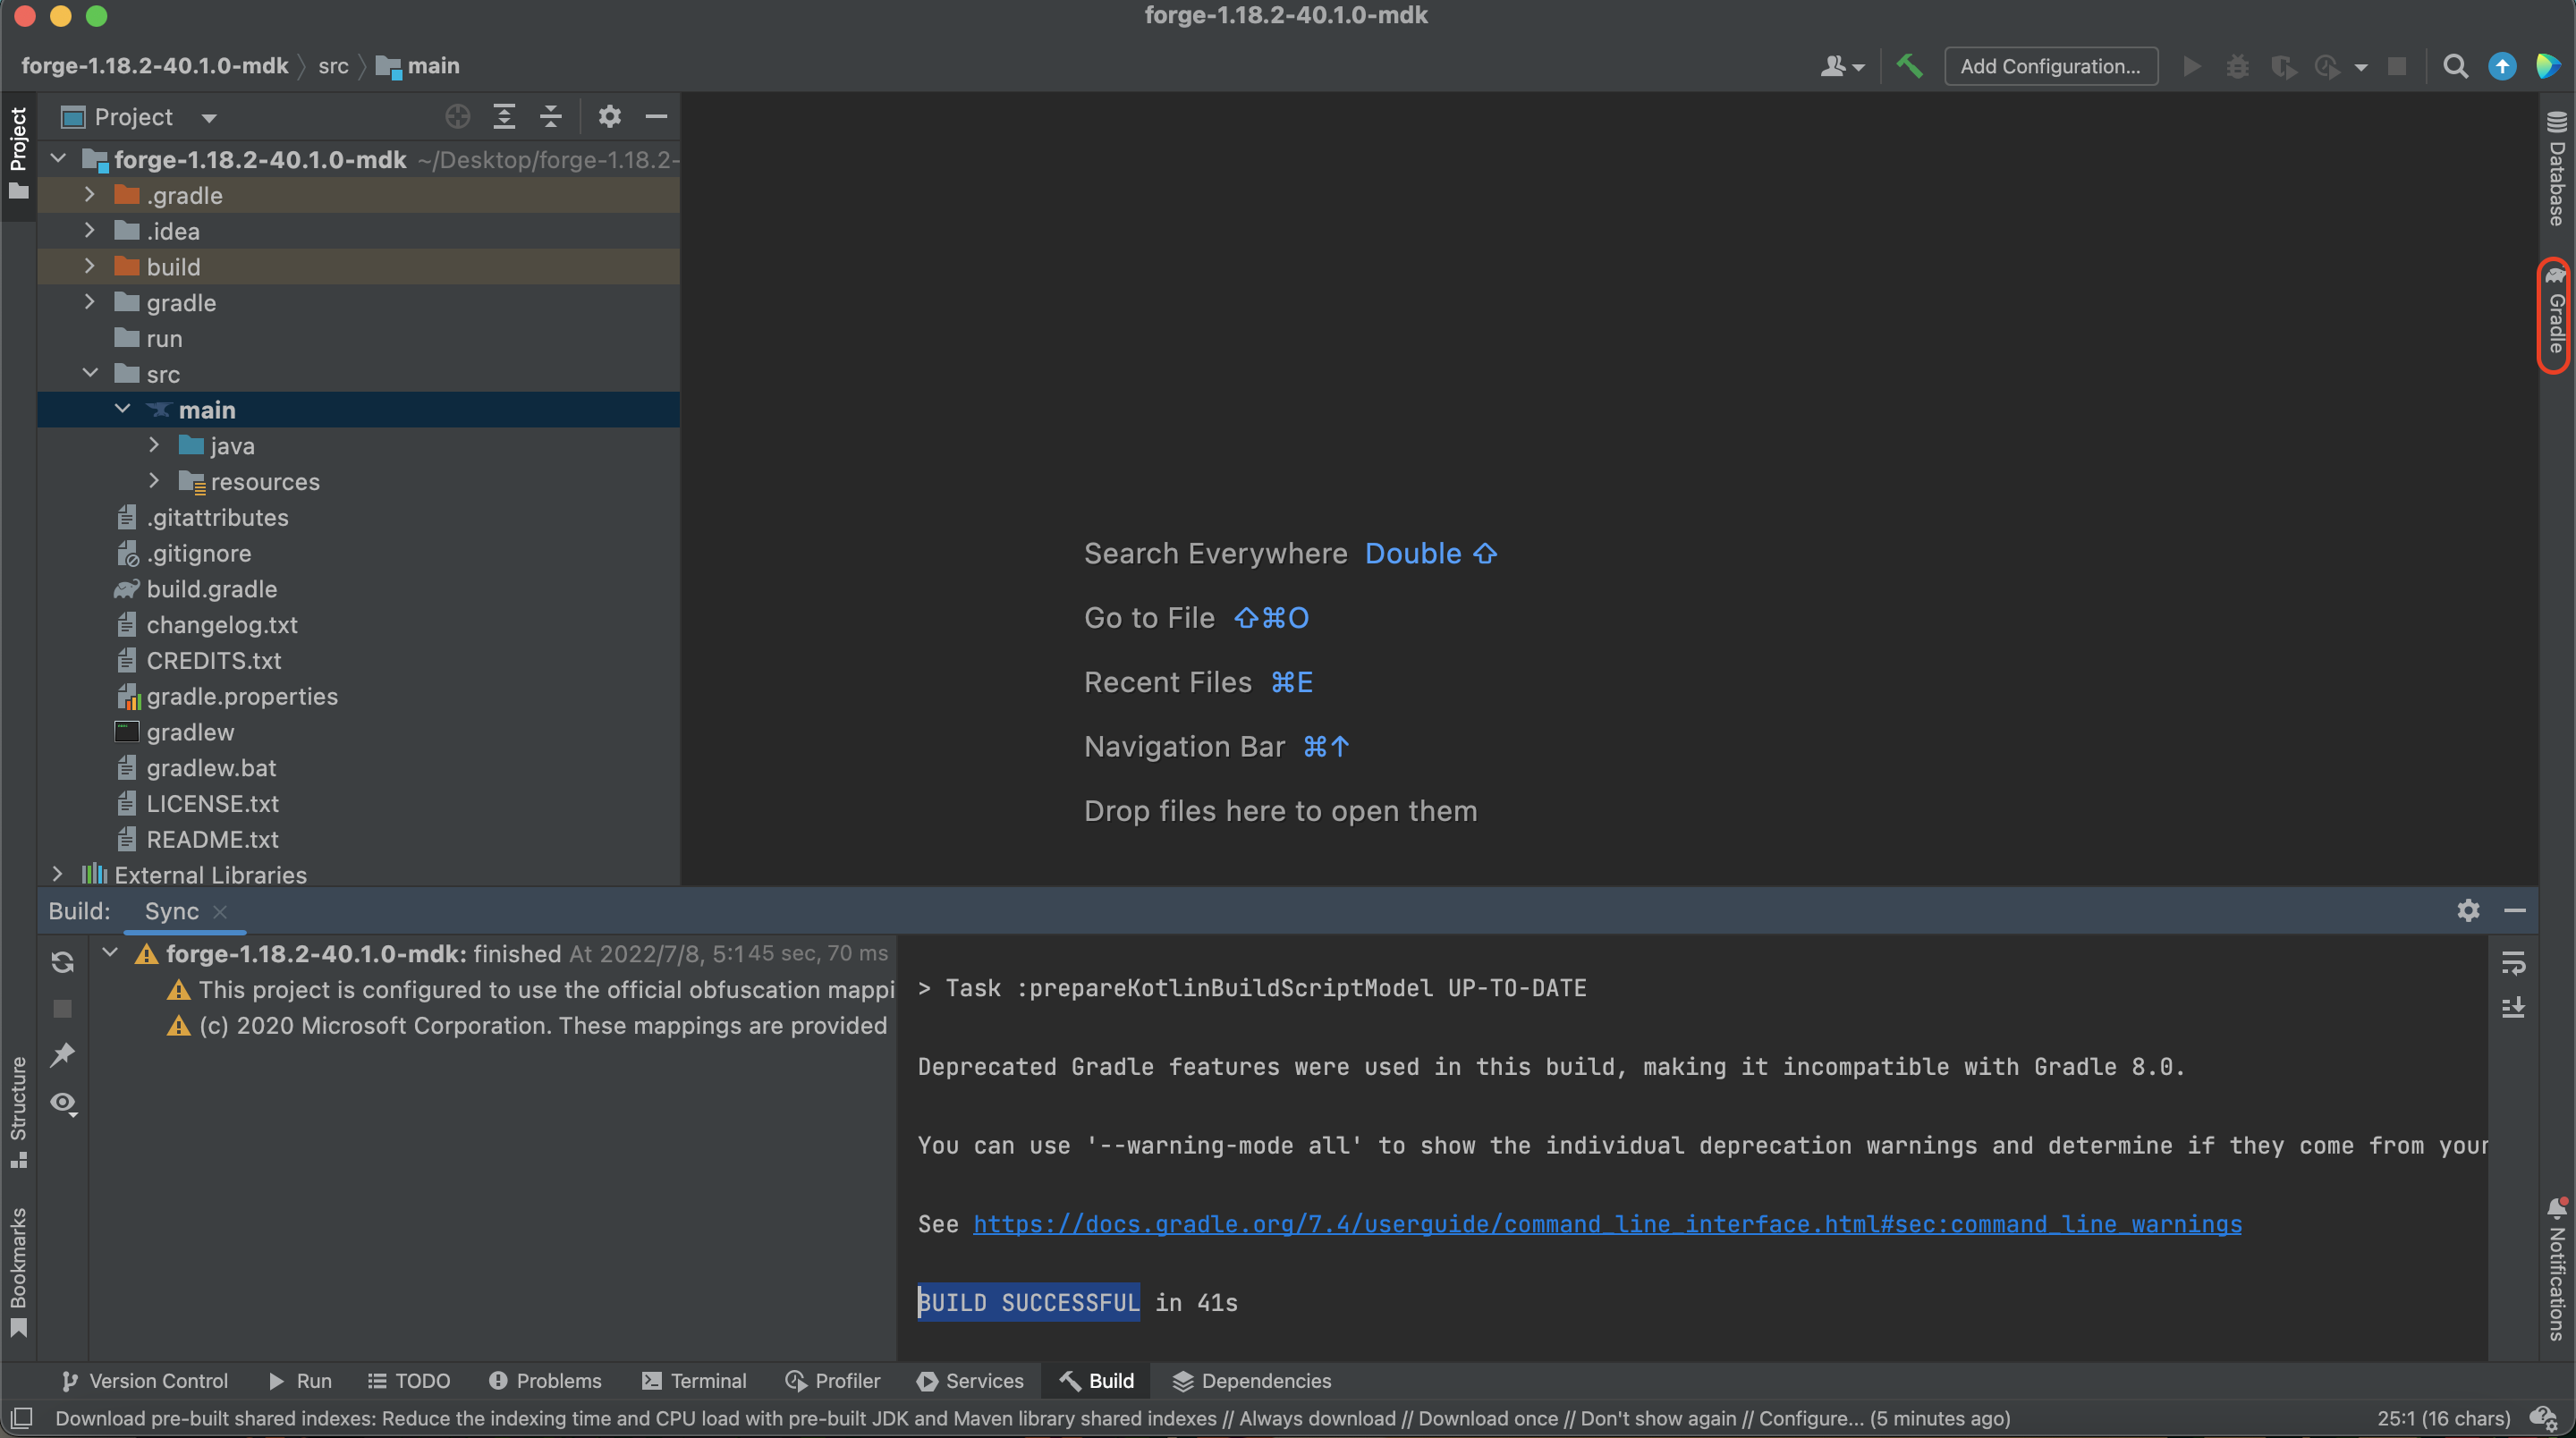 forge-1.18.2-40.1.0-mdk
forge-1.18.2-40.1.0-mdk src main
Add Configuration...
Project
Project
forge-1.18.2-40.1.0-mdk ~/Desktop/forge-1.18.2-
.gradle
.idea
build
gradle
run
src
main
java
resources
.gitattributes
.gitignore
build.gradle
changelog.txt
CREDITS.txt
gradle.properties
gradlew
gradlew.bat
LICENSE.txt
README.txt
External Libraries
Search Everywhere Double ⇧
Go to File ⇧⌘O
Recent Files ⌘E
Navigation Bar ⌘↑
Drop files here to open them
Database
Gradle
Build: Sync
forge-1.18.2-40.1.0-mdk: finished At 2022/7/8, 5:1 45 sec, 70 ms
This project is configured to use the official obfuscation mappi
(c) 2020 Microsoft Corporation. These mappings are provided
> Task :prepareKotlinBuildScriptModel UP-TO-DATE
Deprecated Gradle features were used in this build, making it incompatible with Gradle 8.0.
You can use '--warning-mode all' to show the individual deprecation warnings and determine if they come from your
See https://docs.gradle.org/7.4/userguide/command_line_interface.html#sec:command_line_warnings
BUILD SUCCESSFUL in 41s
Structure
Bookmarks
Notifications
Version Control Run TODO Problems Terminal Profiler Services Build Dependencies
Download pre-built shared indexes: Reduce the indexing time and CPU load with pre-built JDK and Maven library shared indexes // Always download // Download once // Don't show again // Configure... (5 minutes ago) 25:1 (16 chars)